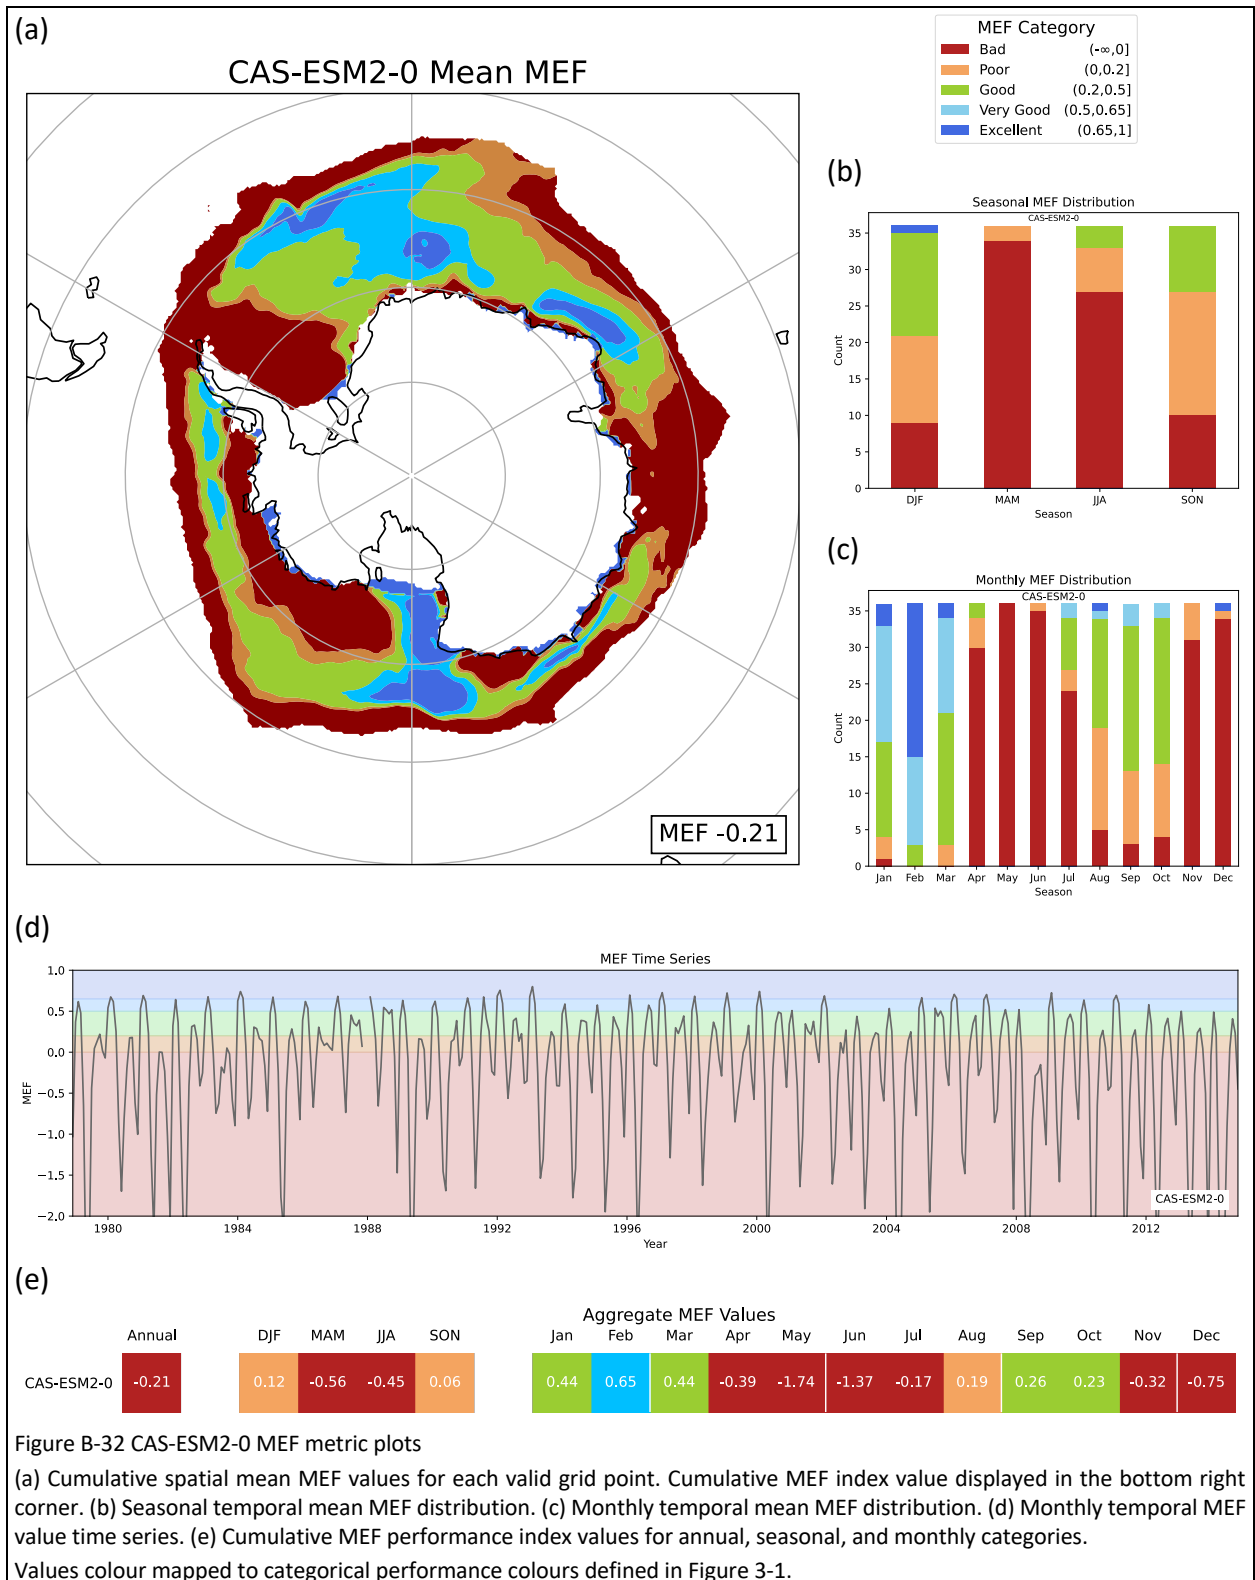 (a)
CAS-ESM2-0 Mean MEF
MEF -0.21
MEF Category
Bad (-∞,0]
Poor (0,0.2]
Good (0.2,0.5]
Very Good (0.5,0.65]
Excellent (0.65,1]
(b)
Seasonal MEF Distribution
CAS-ESM2-0
35
30
25
20
15
10
5
0
Count
DJF MAM JJA SON
Season
(c)
Monthly MEF Distribution
CAS-ESM2-0
35
30
25
20
15
10
5
0
Count
Jan Feb Mar Apr May Jun Jul Aug Sep Oct Nov Dec
Season
(d)
MEF Time Series
1.0
0.5
0.0
−0.5
−1.0
−1.5
−2.0
MEF
CAS-ESM2-0
1980 1984 1988 1992 1996 2000 2004 2008 2012
Year
(e)
Aggregate MEF Values
Annual DJF MAM JJA SON Jan Feb Mar Apr May Jun Jul Aug Sep Oct Nov Dec
CAS-ESM2-0 -0.21 0.12 -0.56 -0.45 0.06 0.44 0.65 0.44 -0.39 -1.74 -1.37 -0.17 0.19 0.26 0.23 -0.32 -0.75
Figure B-32 CAS-ESM2-0 MEF metric plots
(a) Cumulative spatial mean MEF values for each valid grid point. Cumulative MEF index value displayed in the bottom right
corner. (b) Seasonal temporal mean MEF distribution. (c) Monthly temporal mean MEF distribution. (d) Monthly temporal MEF
value time series. (e) Cumulative MEF performance index values for annual, seasonal, and monthly categories.
Values colour mapped to categorical performance colours defined in Figure 3-1.